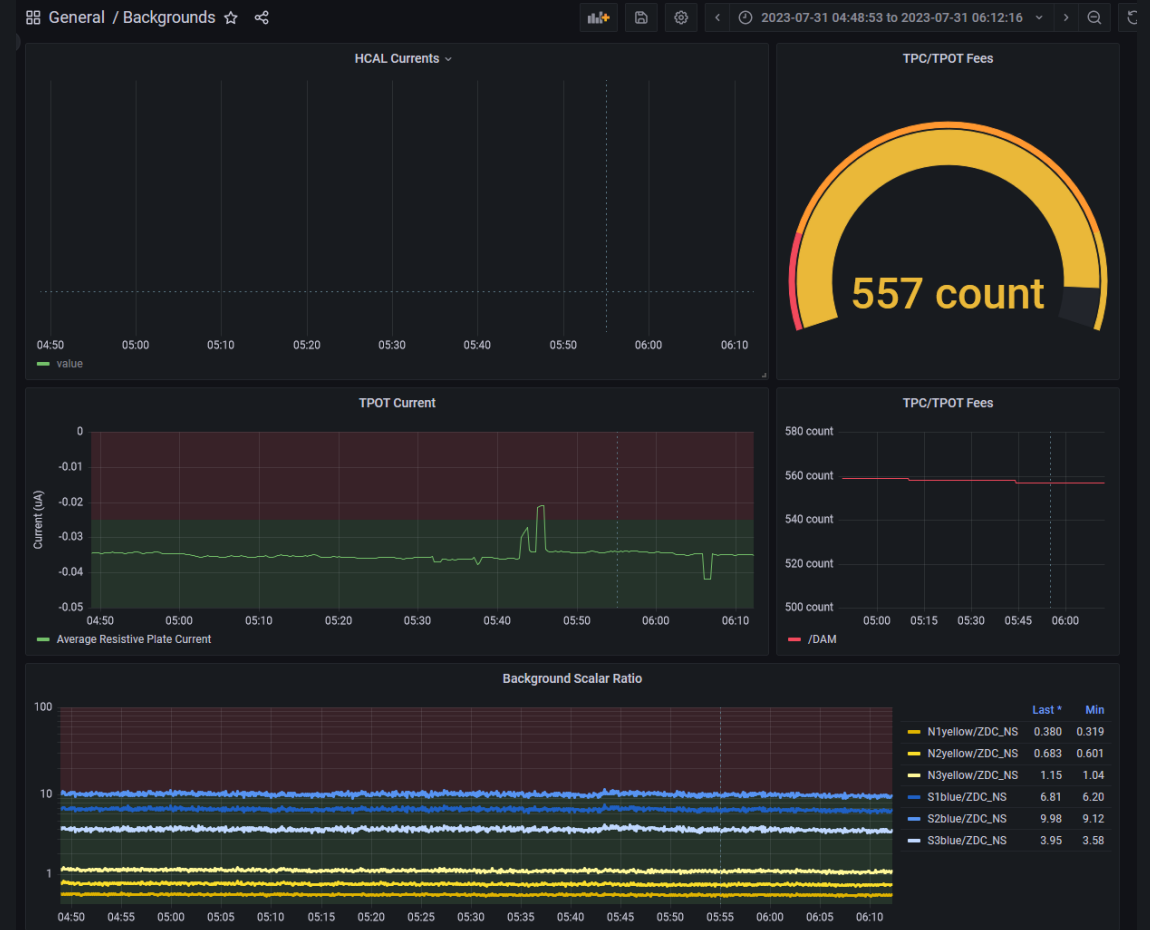 General / Backgrounds
2023-07-31 04:48:53 to 2023-07-31 06:12:16
HCAL Currents
04:50 05:00 05:10 05:20 05:30 05:40 05:50 06:00 06:10
value
TPC/TPOT Fees
557 count
TPOT Current
Current (uA)
0
-0.01
-0.02
-0.03
-0.04
-0.05
04:50 05:00 05:10 05:20 05:30 05:40 05:50 06:00 06:10
Average Resistive Plate Current
TPC/TPOT Fees
580 count
560 count
540 count
520 count
500 count
05:00 05:15 05:30 05:45 06:00
/DAM
Background Scalar Ratio
100
10
1
04:50 04:55 05:00 05:05 05:10 05:15 05:20 05:25 05:30 05:35 05:40 05:45 05:50 05:55 06:00 06:05 06:10
Last * Min
N1yellow/ZDC_NS 0.380 0.319
N2yellow/ZDC_NS 0.683 0.601
N3yellow/ZDC_NS 1.15 1.04
S1blue/ZDC_NS 6.81 6.20
S2blue/ZDC_NS 9.98 9.12
S3blue/ZDC_NS 3.95 3.58